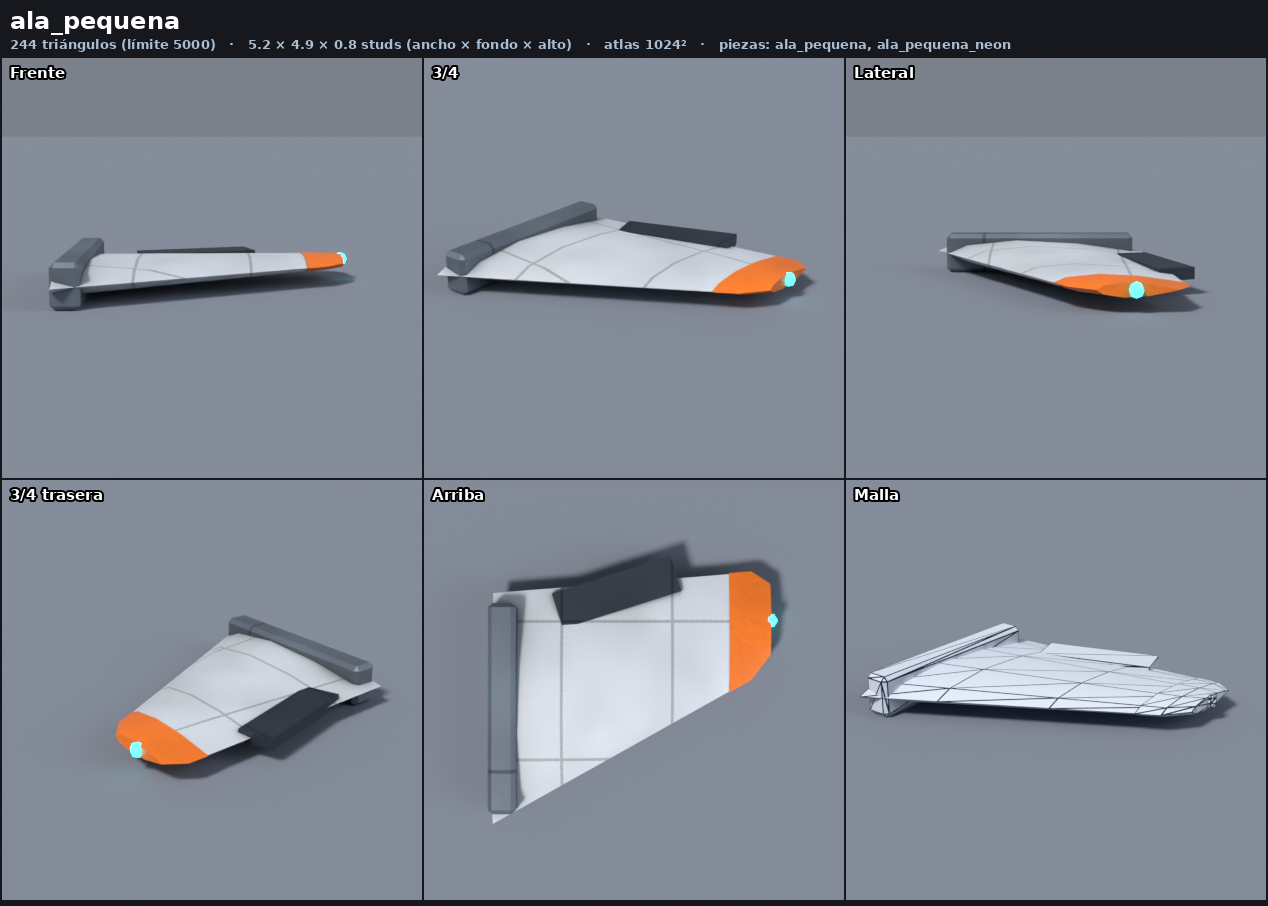 ala_pequena
244 triángulos (límite 5000) · 5.2 × 4.9 × 0.8 studs (ancho × fondo × alto) · atlas 1024² · piezas: ala_pequena, ala_pequena_neon
Frente
3/4
Lateral
3/4 trasera
Arriba
Malla